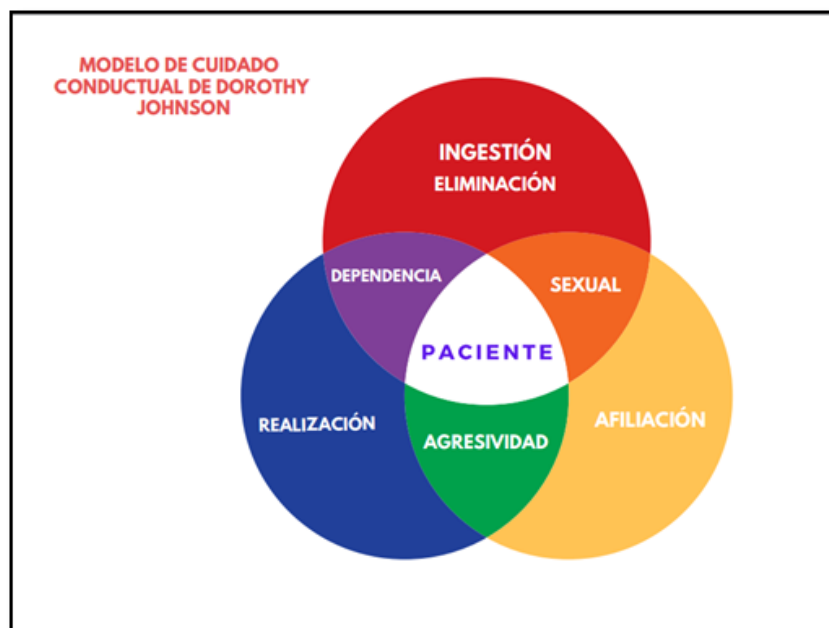 MODELO DE CUIDADO
CONDUCTUAL DE DOROTHY
JOHNSON
INGESTIÓN
ELIMINACIÓN
DEPENDENCIA
SEXUAL
PACIENTE
REALIZACIÓN
AFILIACIÓN
AGRESIVIDAD